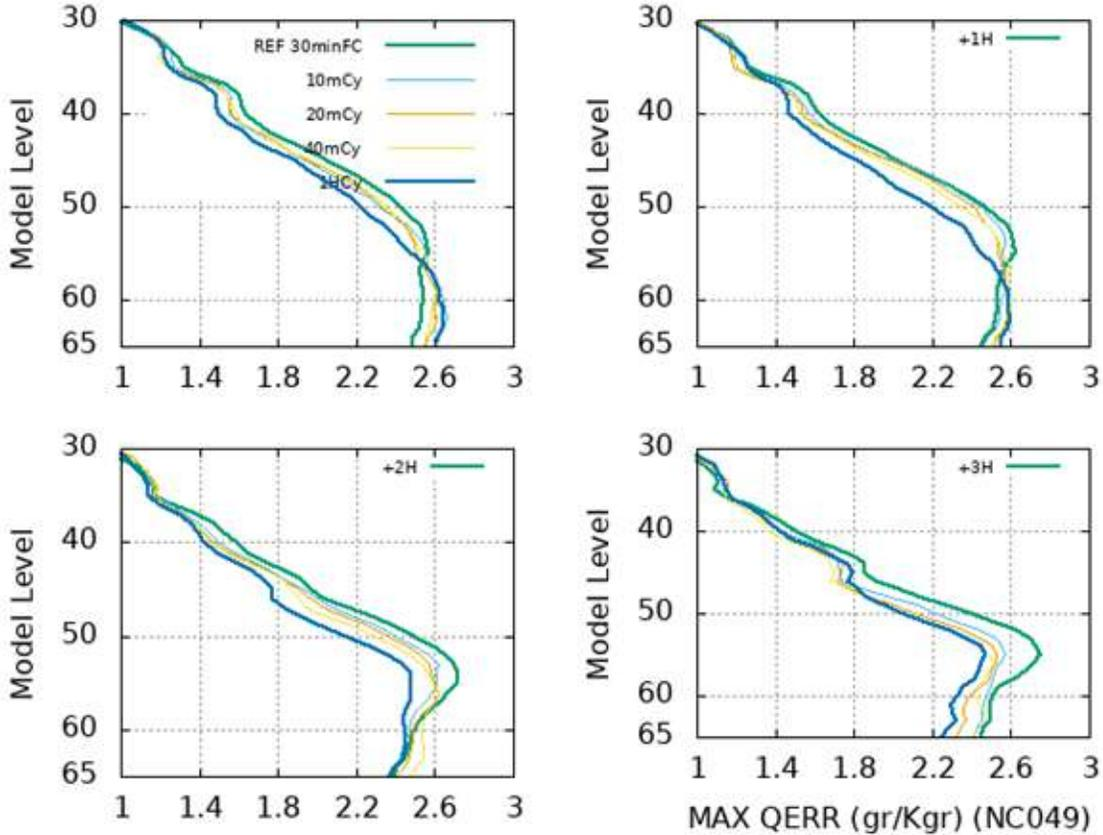 30
REF 30minFC
10mCy
20mCy
40mCy
1HCy
40
50
60
65
Model Level
1 1.4 1.8 2.2 2.6 3
30
+1H
40
50
60
65
Model Level
1 1.4 1.8 2.2 2.6 3
30
+2H
40
50
60
65
Model Level
1 1.4 1.8 2.2 2.6 3
30
+3H
40
50
60
65
Model Level
1 1.4 1.8 2.2 2.6 3
MAX QERR (gr/Kgr) (NC049)